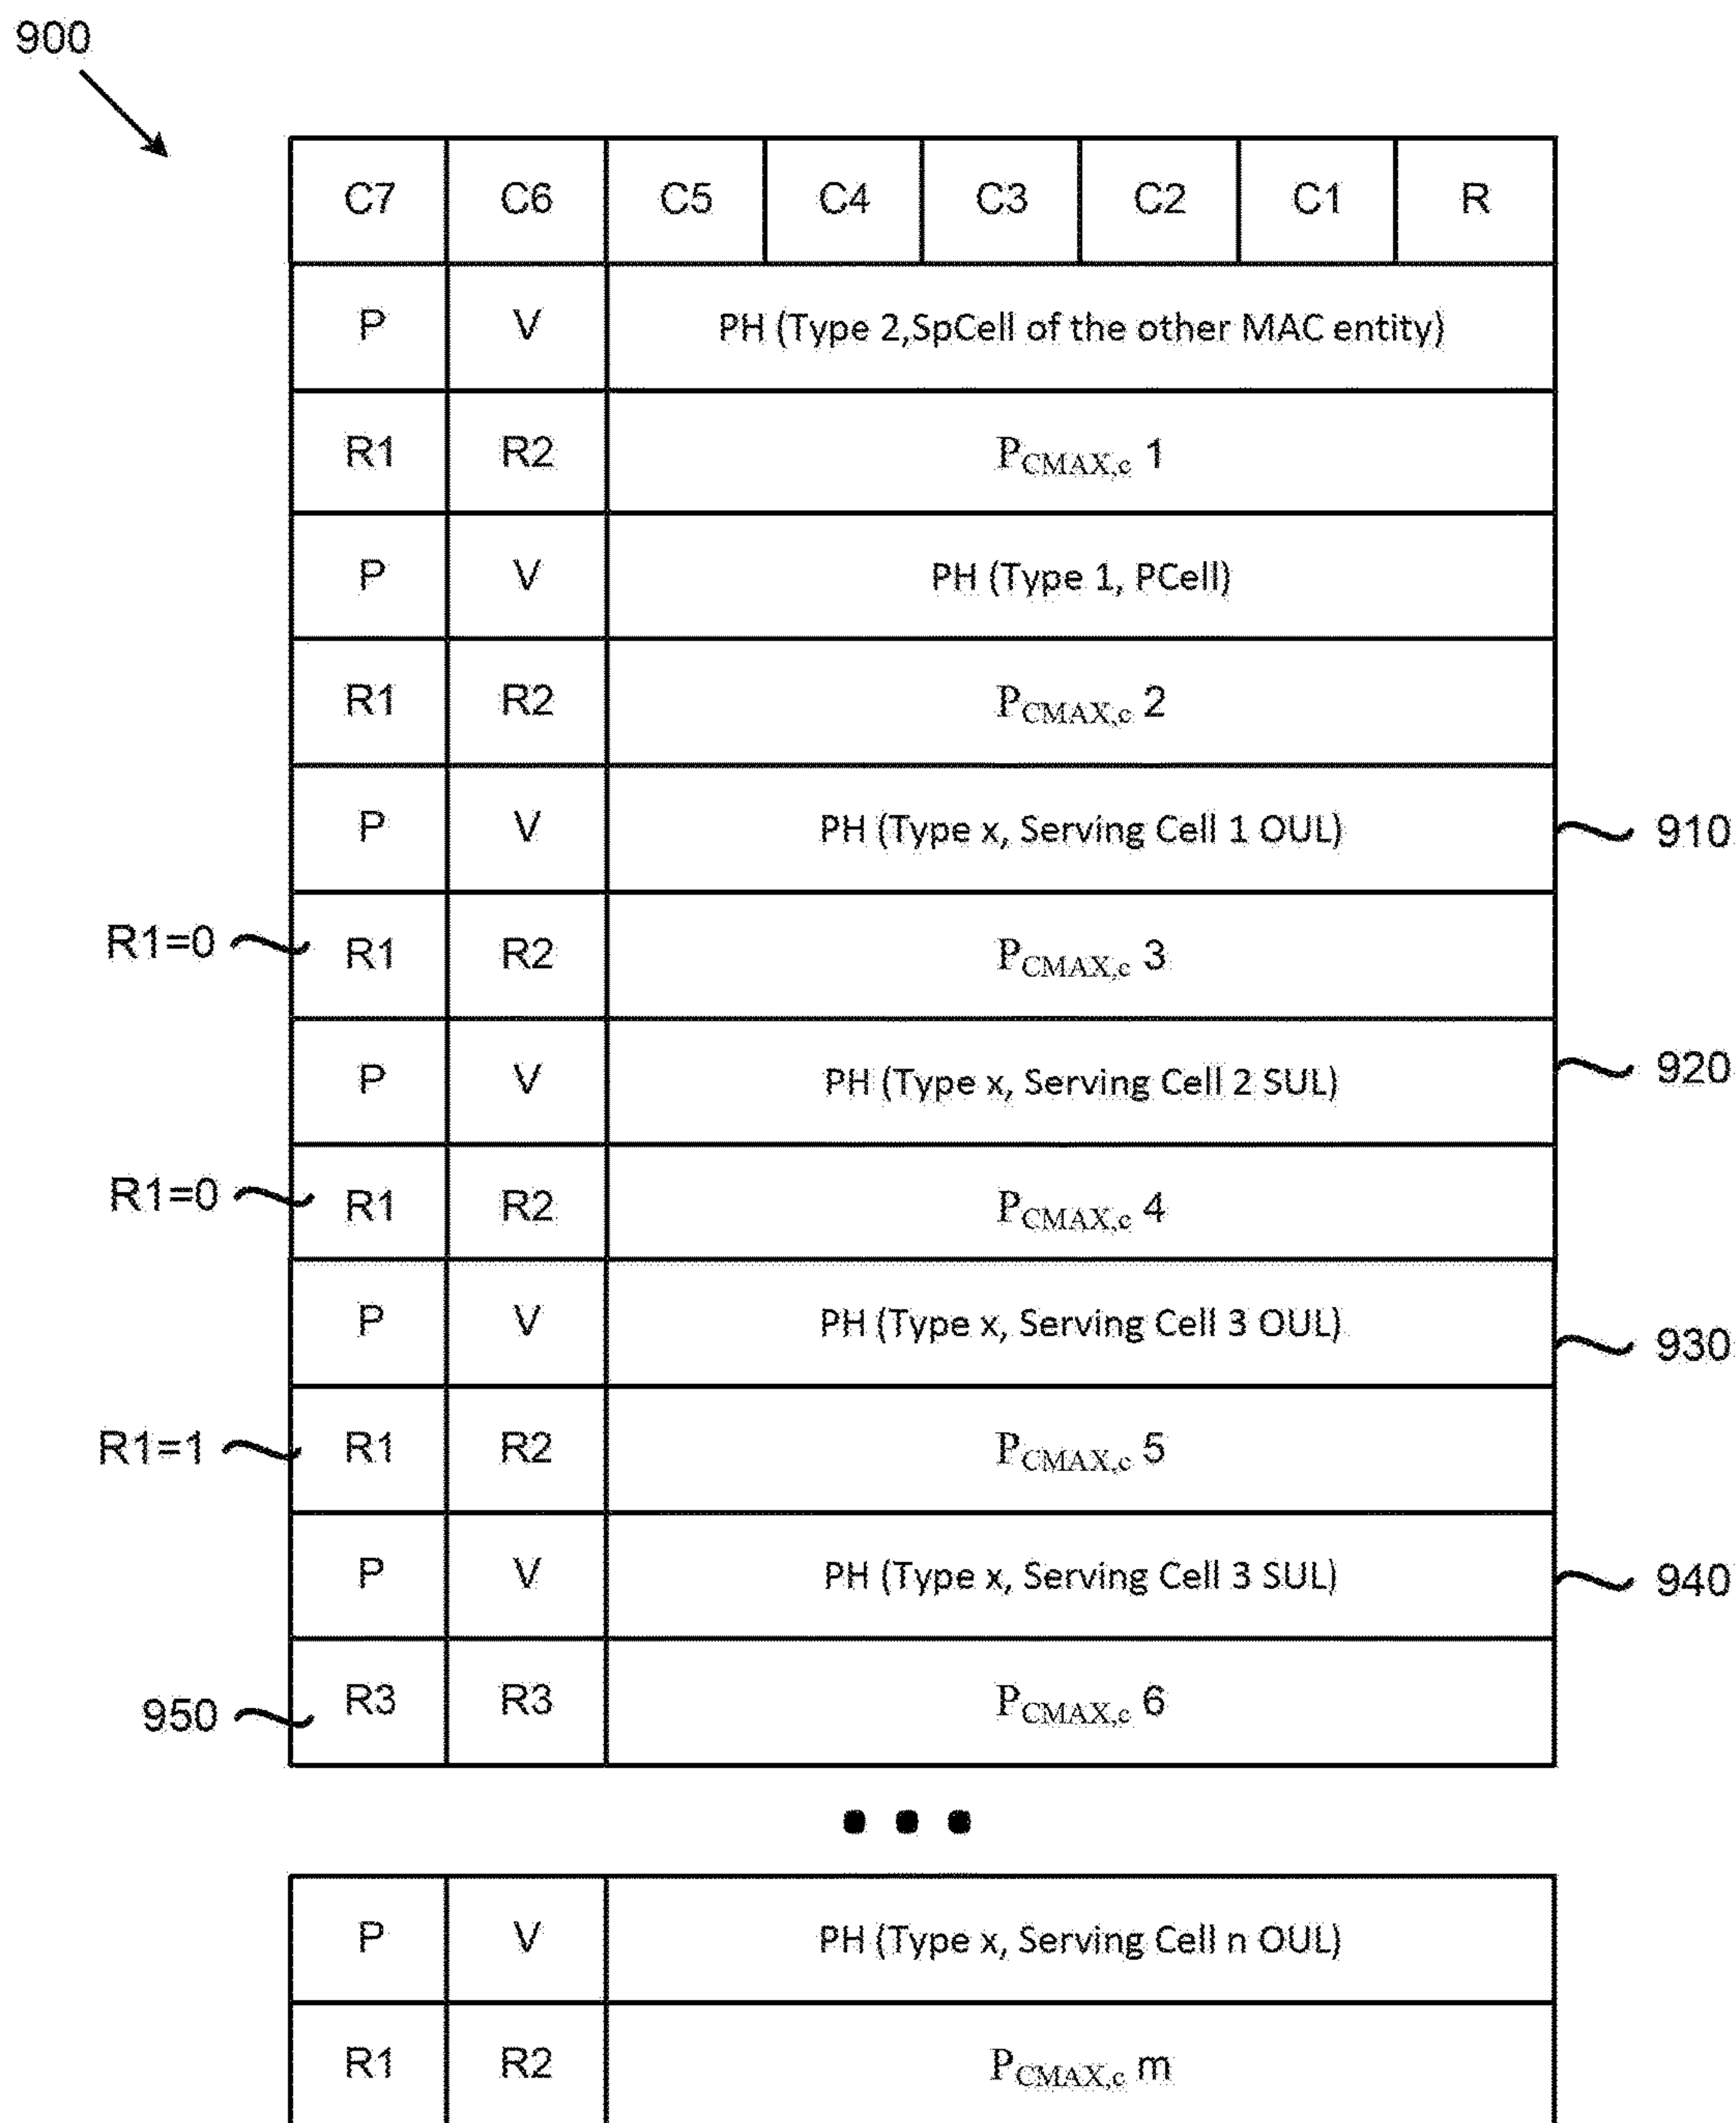 900
C7 C6 C5 C4 C3 C2 C1 R
P V PH (Type 2,SpCell of the other MAC entity)
R1 R2 PCMAX,c 1
P V PH (Type 1, PCell)
R1 R2 PCMAX,c 2
P V PH (Type x, Serving Cell 1 OUL) 910
R1=0 R1 R2 PCMAX,c 3
P V PH (Type x, Serving Cell 2 SUL) 920
R1=0 R1 R2 PCMAX,c 4
P V PH (Type x, Serving Cell 3 OUL) 930
R1=1 R1 R2 PCMAX,c 5
P V PH (Type x, Serving Cell 3 SUL) 940
950 R3 R3 PCMAX,c 6
P V PH (Type x, Serving Cell n OUL)
R1 R2 PCMAX,c m